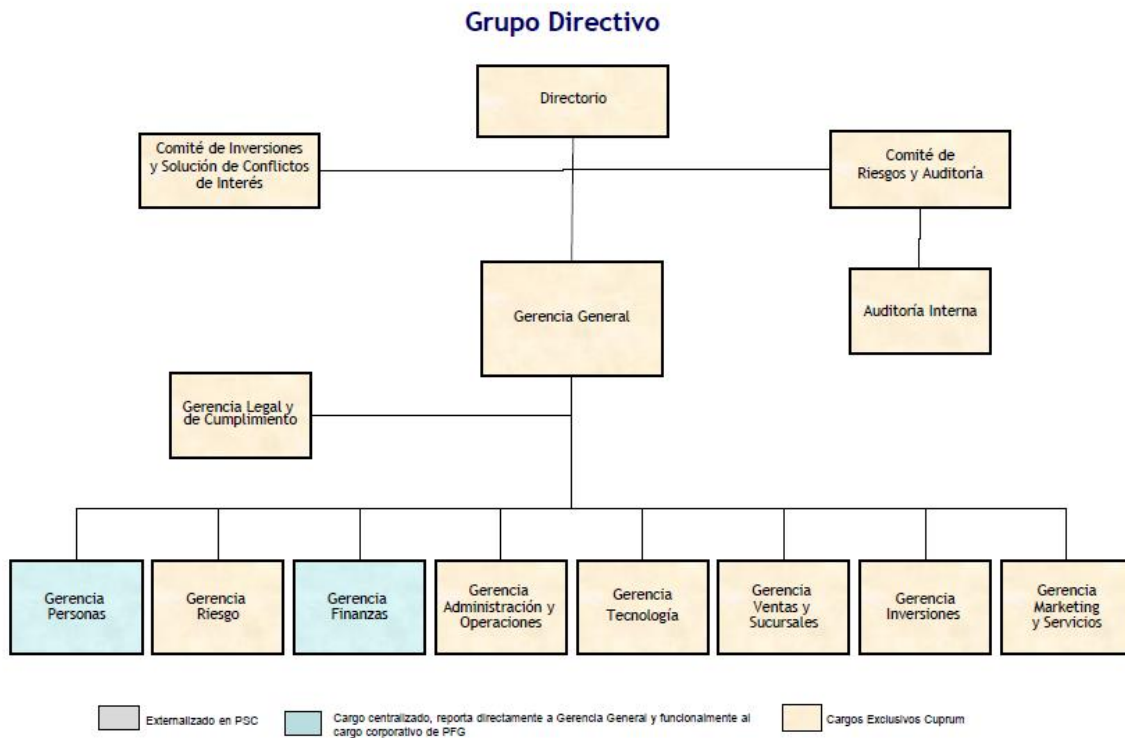 Grupo Directivo
Directorio
Comité de Inversiones
y Solución de Conflictos
de Interés
Comité de
Riesgos y Auditoría
Gerencia General
Auditoría Interna
Gerencia Legal y
de Cumplimiento
Gerencia
Personas
Gerencia
Riesgo
Gerencia
Finanzas
Gerencia
Administración y
Operaciones
Gerencia
Tecnología
Gerencia
Ventas y
Sucursales
Gerencia
Inversiones
Gerencia
Marketing
y Servicios
Externalizado en PSC
Cargo centralizado, reporta directamente a Gerencia General y funcionalmente al
cargo corporativo de PFG
Cargos Exclusivos Cuprum